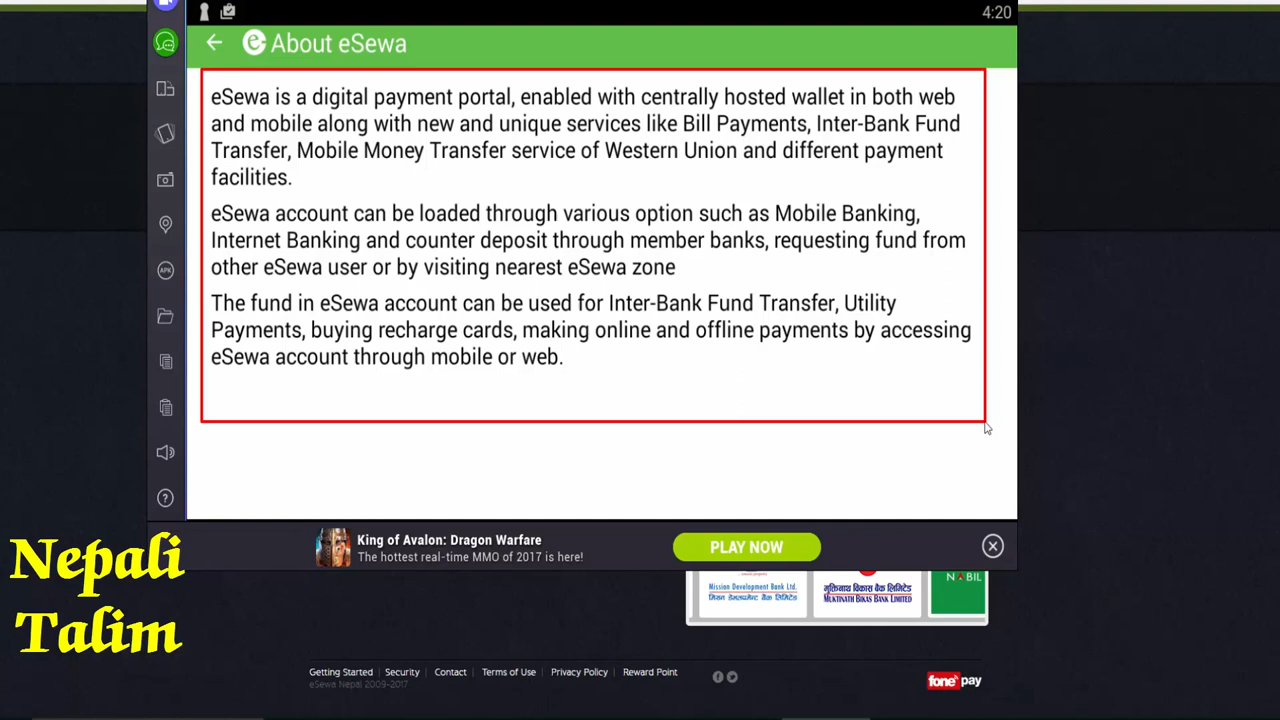 4:20
About eSewa
eSewa is a digital payment portal, enabled with centrally hosted wallet in both web
and mobile along with new and unique services like Bill Payments, Inter-Bank Fund
Transfer, Mobile Money Transfer service of Western Union and different payment
facilities.
eSewa account can be loaded through various option such as Mobile Banking,
Internet Banking and counter deposit through member banks, requesting fund from
other eSewa user or by visiting nearest eSewa zone
The fund in eSewa account can be used for Inter-Bank Fund Transfer, Utility
Payments, buying recharge cards, making online and offline payments by accessing
eSewa account through mobile or web.
APK
King of Avalon: Dragon Warfare
The hottest real-time MMO of 2017 is here!
PLAY NOW
Nepali
Talim
Mission Development Bank Ltd.
मिसन डेभलपमेन्ट बैंक लिमिटेड
मुक्तिनाथ विकास बैंक लिमिटेड
MUKTINATH BIKAS BANK LIMITED
NABIL
Getting Started Security Contact Terms of Use Privacy Policy Reward Point
eSewa Nepal 2009-2017
fonepay